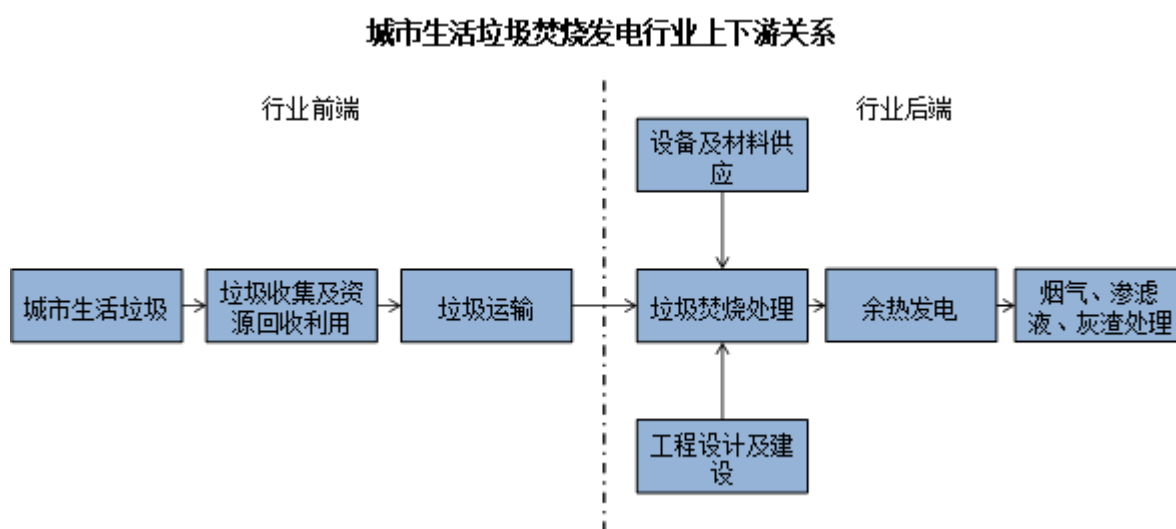 城市生活垃圾焚烧发电行业上下游关系
行业前端
行业后端
设备及材料供
应
城市生活垃圾
垃圾收集及资
源回收利用
垃圾运输
垃圾焚烧处理
余热发电
烟气、渗滤
液、灰渣处理
工程设计及建
设